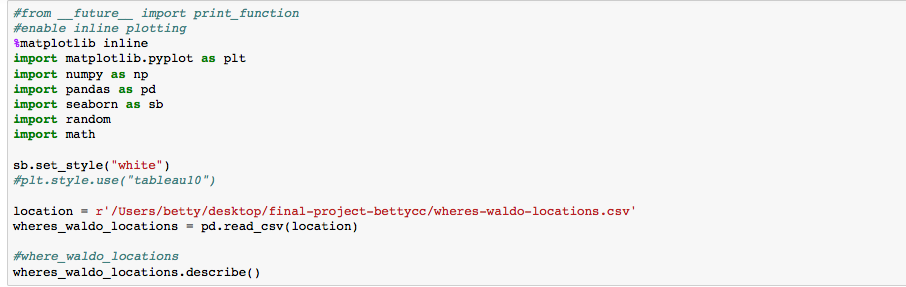 #from __future__ import print_function
#enable inline plotting
%matplotlib inline
import matplotlib.pyplot as plt
import numpy as np
import pandas as pd
import seaborn as sb
import random
import math
sb.set_style("white")
#plt.style.use("tableau10")
location = r'/Users/betty/desktop/final-project-bettycc/wheres-waldo-locations.csv'
wheres_waldo_locations = pd.read_csv(location)
#where_waldo_locations
wheres_waldo_locations.describe()